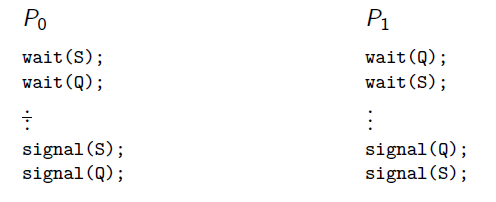 P0 P1
wait(S); wait(Q);
wait(Q); wait(S);
⋮ ⋮
signal(S); signal(Q);
signal(Q); signal(S);